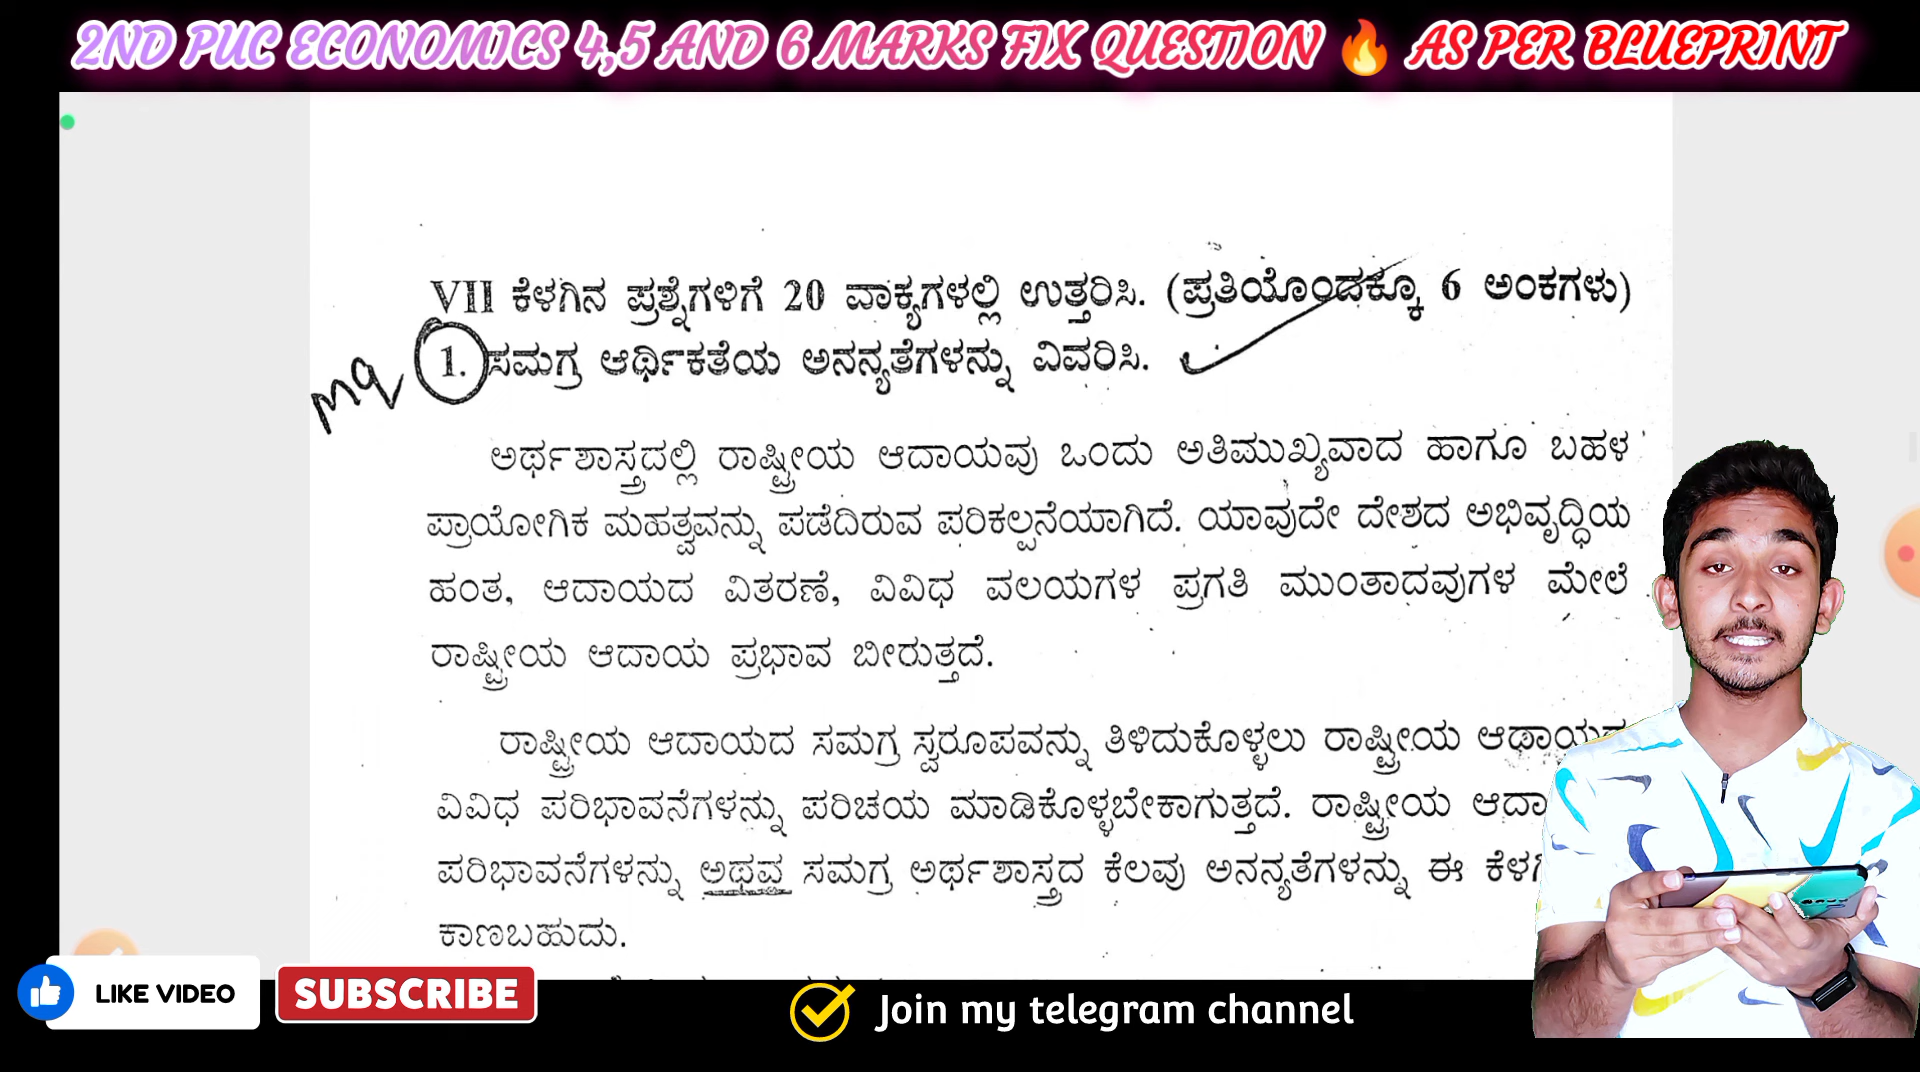 2ND PUC ECONOMICS 4,5 AND 6 MARKS FIX QUESTION 🔥 AS PER BLUEPRINT
VII ಕೆಳಗಿನ ಪ್ರಶ್ನೆಗಳಿಗೆ 20 ವಾಕ್ಯಗಳಲ್ಲಿ ಉತ್ತರಿಸಿ. (ಪ್ರತಿಯೊಂದಕ್ಕೂ 6 ಅಂಕಗಳು)
1. ಸಮಗ್ರ ಆರ್ಥಿಕತೆಯ ಅನನ್ಯತೆಗಳನ್ನು ವಿವರಿಸಿ.
ಅರ್ಥಶಾಸ್ತ್ರದಲ್ಲಿ ರಾಷ್ಟ್ರೀಯ ಆದಾಯವು ಒಂದು ಅತಿಮುಖ್ಯವಾದ ಹಾಗೂ ಬಹಳ
ಪ್ರಾಯೋಗಿಕ ಮಹತ್ವವನ್ನು ಪಡೆದಿರುವ ಪರಿಕಲ್ಪನೆಯಾಗಿದೆ. ಯಾವುದೇ ದೇಶದ ಅಭಿವೃದ್ಧಿಯ
ಹಂತ, ಆದಾಯದ ವಿತರಣೆ, ವಿವಿಧ ವಲಯಗಳ ಪ್ರಗತಿ ಮುಂತಾದವುಗಳ ಮೇಲೆ
ರಾಷ್ಟ್ರೀಯ ಆದಾಯ ಪ್ರಭಾವ ಬೀರುತ್ತದೆ.
ರಾಷ್ಟ್ರೀಯ ಆದಾಯದ ಸಮಗ್ರ ಸ್ವರೂಪವನ್ನು ತಿಳಿದುಕೊಳ್ಳಲು ರಾಷ್ಟ್ರೀಯ
ವಿವಿಧ ಪರಿಭಾವನೆಗಳನ್ನು ಪರಿಚಯ ಮಾಡಿಕೊಳ್ಳಬೇಕಾಗುತ್ತದೆ. ರಾಷ್ಟ್ರೀಯ
ಪರಿಭಾವನೆಗಳನ್ನು ಅಥವ ಸಮಗ್ರ ಅರ್ಥಶಾಸ್ತ್ರದ ಕೆಲವು ಅನನ್ಯತೆಗಳನ್ನು ಈ
ಕಾಣಬಹುದು.
LIKE VIDEO
SUBSCRIBE
Join my telegram channel